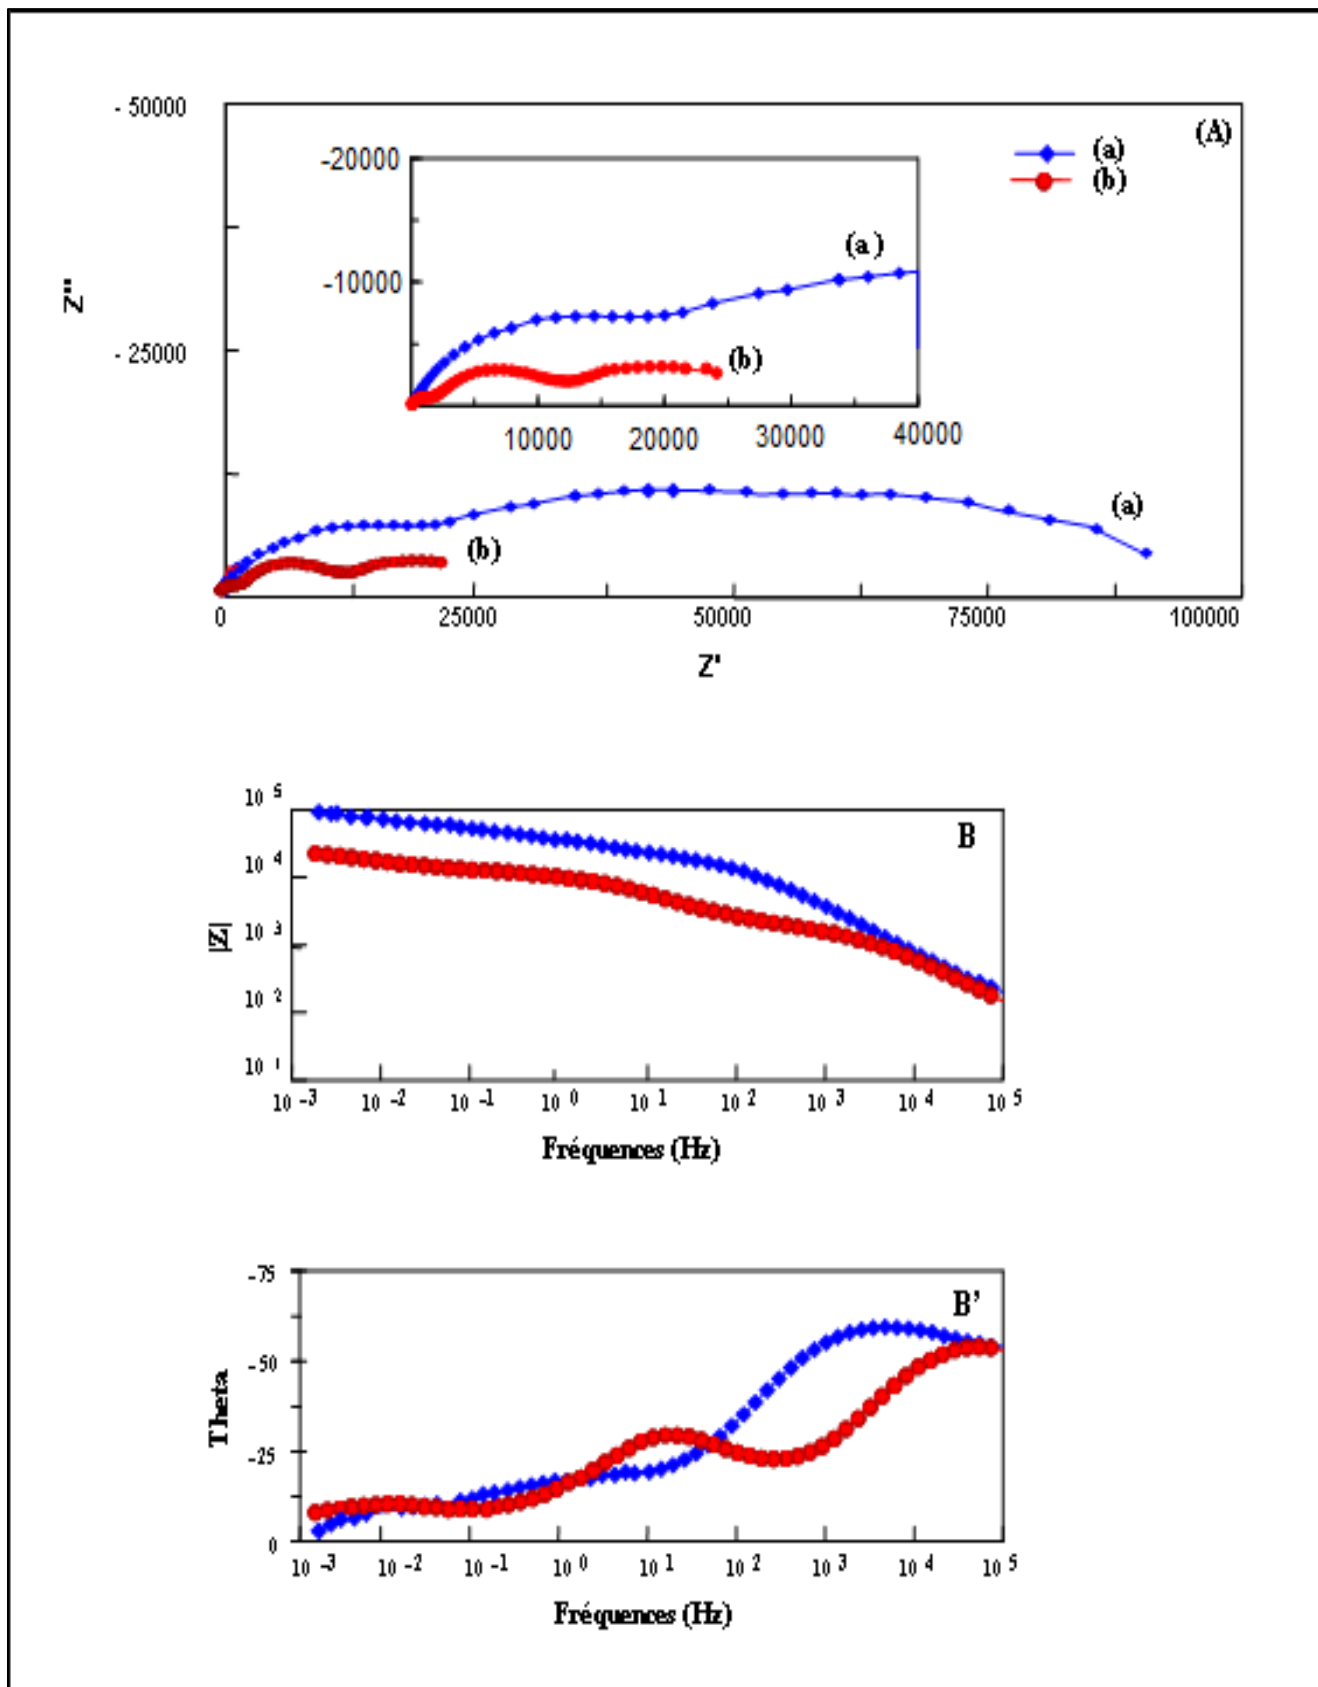 - 50000
(A)
(a)
(b)
-20000
(a )
-10000
(b)
10000 20000 30000 40000
Z''
- 25000
(a)
(b)
0 25000 50000 75000 100000
Z'
10 5
B
10 4
|Z|
10 3
10 2
10 1
10 -3 10 -2 10 -1 10 0 10 1 10 2 10 3 10 4 10 5
Fréquences (Hz)
-75
B’
-50
Theta
-25
0
10 -3 10 -2 10 -1 10 0 10 1 10 2 10 3 10 4 10 5
Fréquences (Hz)